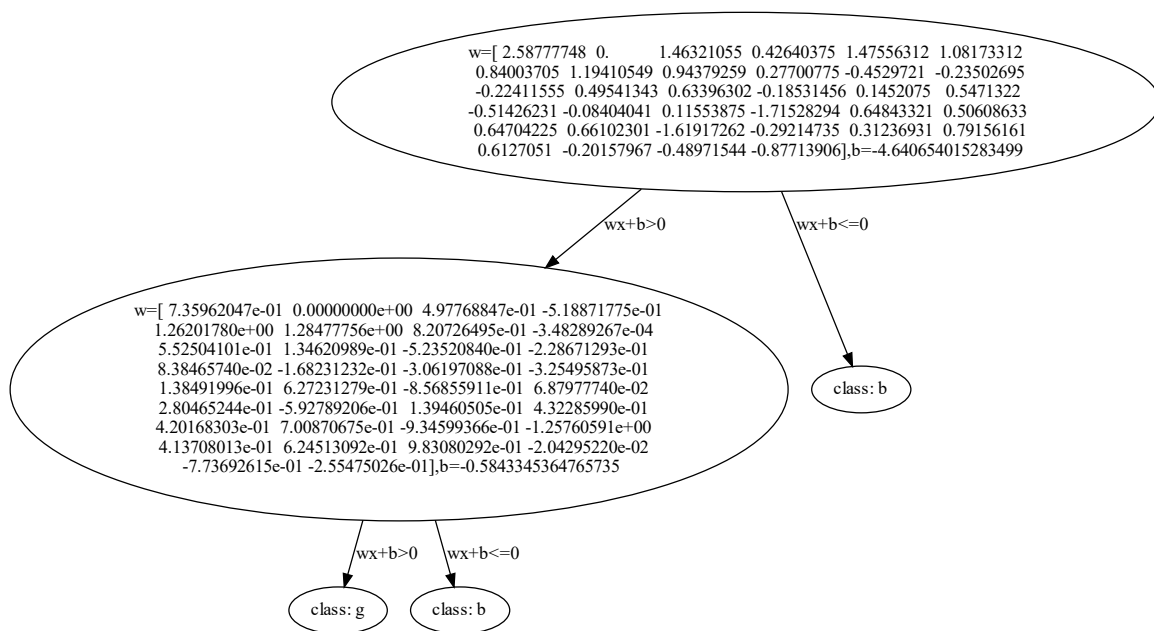 w=[ 2.58777748 0. 1.46321055 0.42640375 1.47556312 1.08173312
0.84003705 1.19410549 0.94379259 0.27700775 -0.4529721 -0.23502695
-0.22411555 0.49541343 0.63396302 -0.18531456 0.1452075 0.5471322
-0.51426231 -0.08404041 0.11553875 -1.71528294 0.64843321 0.50608633
0.64704225 0.66102301 -1.61917262 -0.29214735 0.31236931 0.79156161
0.6127051 -0.20157967 -0.48971544 -0.87713906],b=-4.640654015283499
wx+b>0
wx+b<=0
w=[ 7.35962047e-01 0.00000000e+00 4.97768847e-01 -5.18871775e-01
1.26201780e+00 1.28477756e+00 8.20726495e-01 -3.48289267e-04
5.52504101e-01 1.34620989e-01 -5.23520840e-01 -2.28671293e-01
8.38465740e-02 -1.68231232e-01 -3.06197088e-01 -3.25495873e-01
1.38491996e-01 6.27231279e-01 -8.56855911e-01 6.87977740e-02
2.80465244e-01 -5.92789206e-01 1.39460505e-01 4.32285990e-01
4.20168303e-01 7.00870675e-01 -9.34599366e-01 -1.25760591e+00
4.13708013e-01 6.24513092e-01 9.83080292e-01 -2.04295220e-02
-7.73692615e-01 -2.55475026e-01],b=-0.5843345364765735
class: b
wx+b>0
wx+b<=0
class: g
class: b